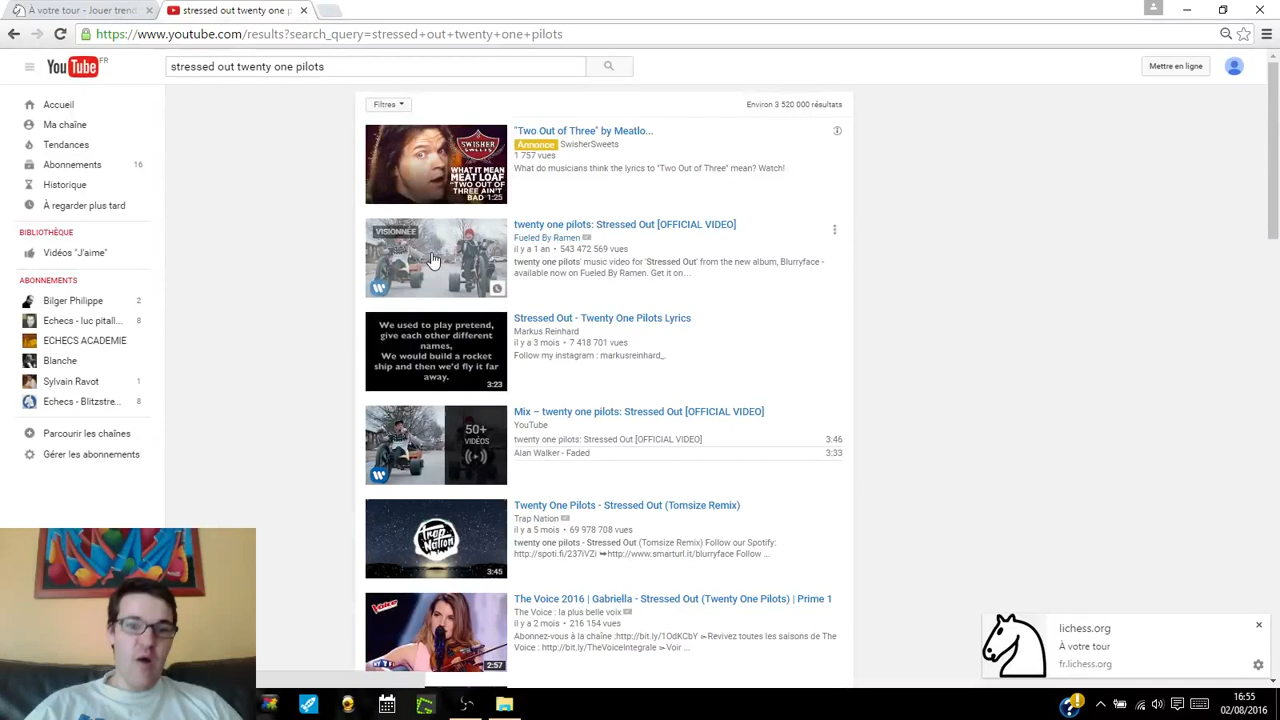 À votre tour - Jouer trend
stressed out twenty one p
https://www.youtube.com/results?search_query=stressed+out+twenty+one+pilots
YouTube FR
stressed out twenty one pilots
Mettre en ligne
Accueil
Ma chaîne
Tendances
Abonnements 16
Historique
À regarder plus tard
BIBLIOTHÈQUE
Vidéos "J'aime"
ABONNEMENTS
Bilger Philippe 2
Echecs - luc pitall... 8
ECHECS ACADEMIE
Blanche
Sylvain Ravot 1
Echecs - Blitzstre... 8
Parcourir les chaînes
Gérer les abonnements
Filtres
Environ 3 520 000 résultats
SWISHER SWEETS
WHAT IT MEAN
MEAT LOAF
"TWO OUT OF
THREE AIN'T
BAD 1:25
"Two Out of Three" by Meatlo...
Annonce SwisherSweets
1 757 vues
What do musicians think the lyrics to "Two Out of Three" mean? Watch!
VISIONNÉE
twenty one pilots: Stressed Out [OFFICIAL VIDEO]
Fueled By Ramen
il y a 1 an • 543 472 569 vues
twenty one pilots' music video for 'Stressed Out' from the new album, Blurryface -
available now on Fueled By Ramen. Get it on…
We used to play pretend,
give each other different
names,
We would build a rocket
ship and then we'd fly it far
away.
3:23
Stressed Out - Twenty One Pilots Lyrics
Markus Reinhard
il y a 3 mois • 7 418 701 vues
Follow my instagram : markusreinhard_.
50+
VIDÉOS
Mix – twenty one pilots: Stressed Out [OFFICIAL VIDEO]
YouTube
twenty one pilots: Stressed Out [OFFICIAL VIDEO] 3:46
Alan Walker - Faded 3:33
Trap
Nation
3:45
Twenty One Pilots - Stressed Out (Tomsize Remix)
Trap Nation
il y a 5 mois • 69 978 708 vues
twenty one pilots - Stressed Out (Tomsize Remix) Follow our Spotify:
http://spoti.fi/237iVZi ➥http://www.smarturl.it/blurryface Follow ...
Voice
2:57
The Voice 2016 | Gabriella - Stressed Out (Twenty One Pilots) | Prime 1
The Voice : la plus belle voix
il y a 2 mois • 216 154 vues
Abonnez-vous à la chaîne :http://bit.ly/1OdKCbY ➳Revivez toutes les saisons de The
Voice : http://bit.ly/TheVoiceIntegrale ➳Voir ...
lichess.org
À votre tour
fr.lichess.org
16:55
02/08/2016